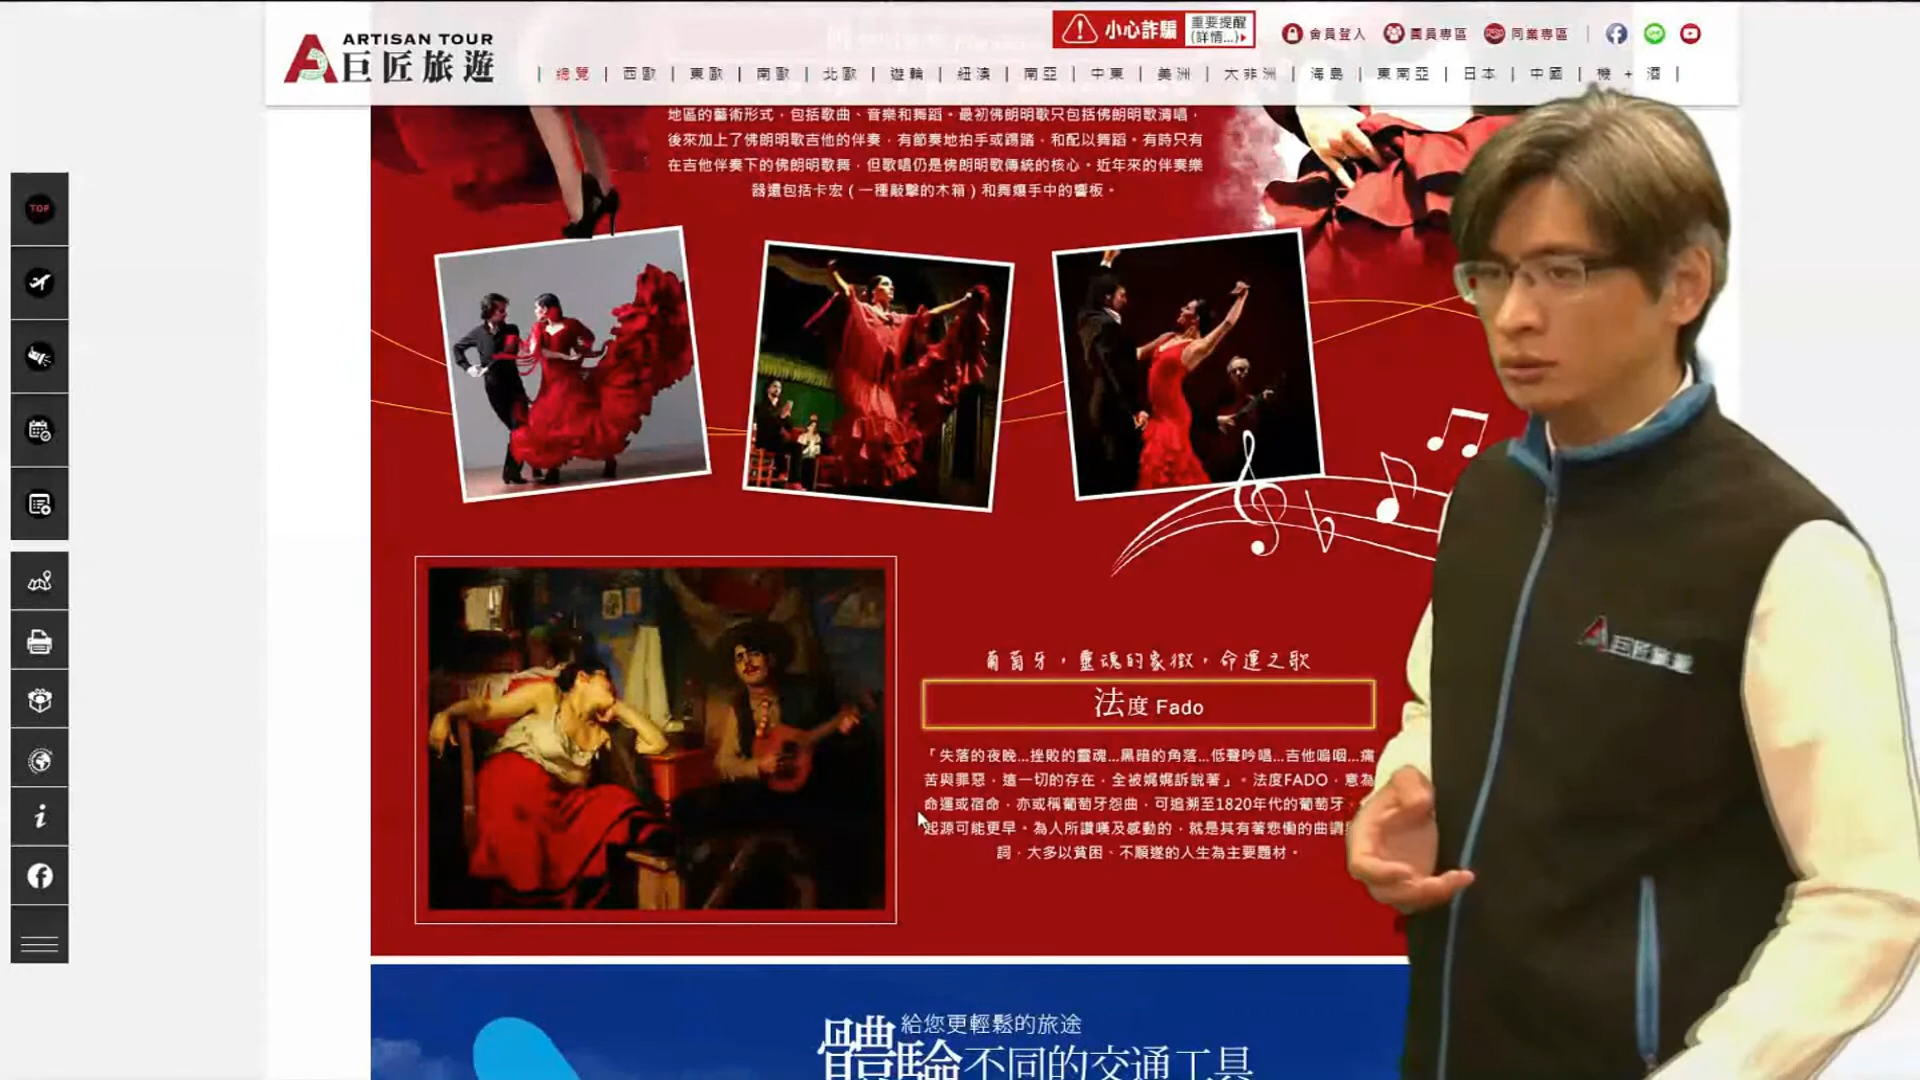 ARTISAN TOUR
巨匠旅遊
小心詐騙
重要提醒
(詳情...)
會員登入
團員專區
同業專區
總覽 | 西歐 | 東歐 | 南歐 | 北歐 | 遊輪 | 紐澳 | 南亞 | 中東 | 美洲 | 大非洲 | 海島 | 東南亞 | 日本 | 中國 | 機 + 酒
地區的藝術形式，包括歌曲、音樂和舞蹈。最初佛朗明歌只包括佛朗明歌清唱，
後來加上了佛朗明歌吉他的伴奏，有節奏地拍手或踢踏，和配以舞蹈。有時只有
在吉他伴奏下的佛朗明歌舞，但歌唱仍是佛朗明歌傳統的核心。近年來的伴奏樂
器還包括卡宏（一種敲擊的木箱）和舞孃手中的響板。
TOP
葡萄牙，靈魂的象徵，命運之歌
法度 Fado
「失落的夜晚...挫敗的靈魂...黑暗的角落...低聲吟唱...吉他嗚咽...痛
苦與罪惡，這一切的存在，全被娓娓訴說著」。法度FADO，意為
命運或宿命，亦或稱葡萄牙怨曲，可追溯至1820年代的葡萄牙，
起源可能更早。為人所讚嘆及感動的，就是其有著悲慟的曲調
詞，大多以貧困、不順遂的人生為主要題材。
巨匠旅遊
給您更輕鬆的旅途
體驗不同的交通工具